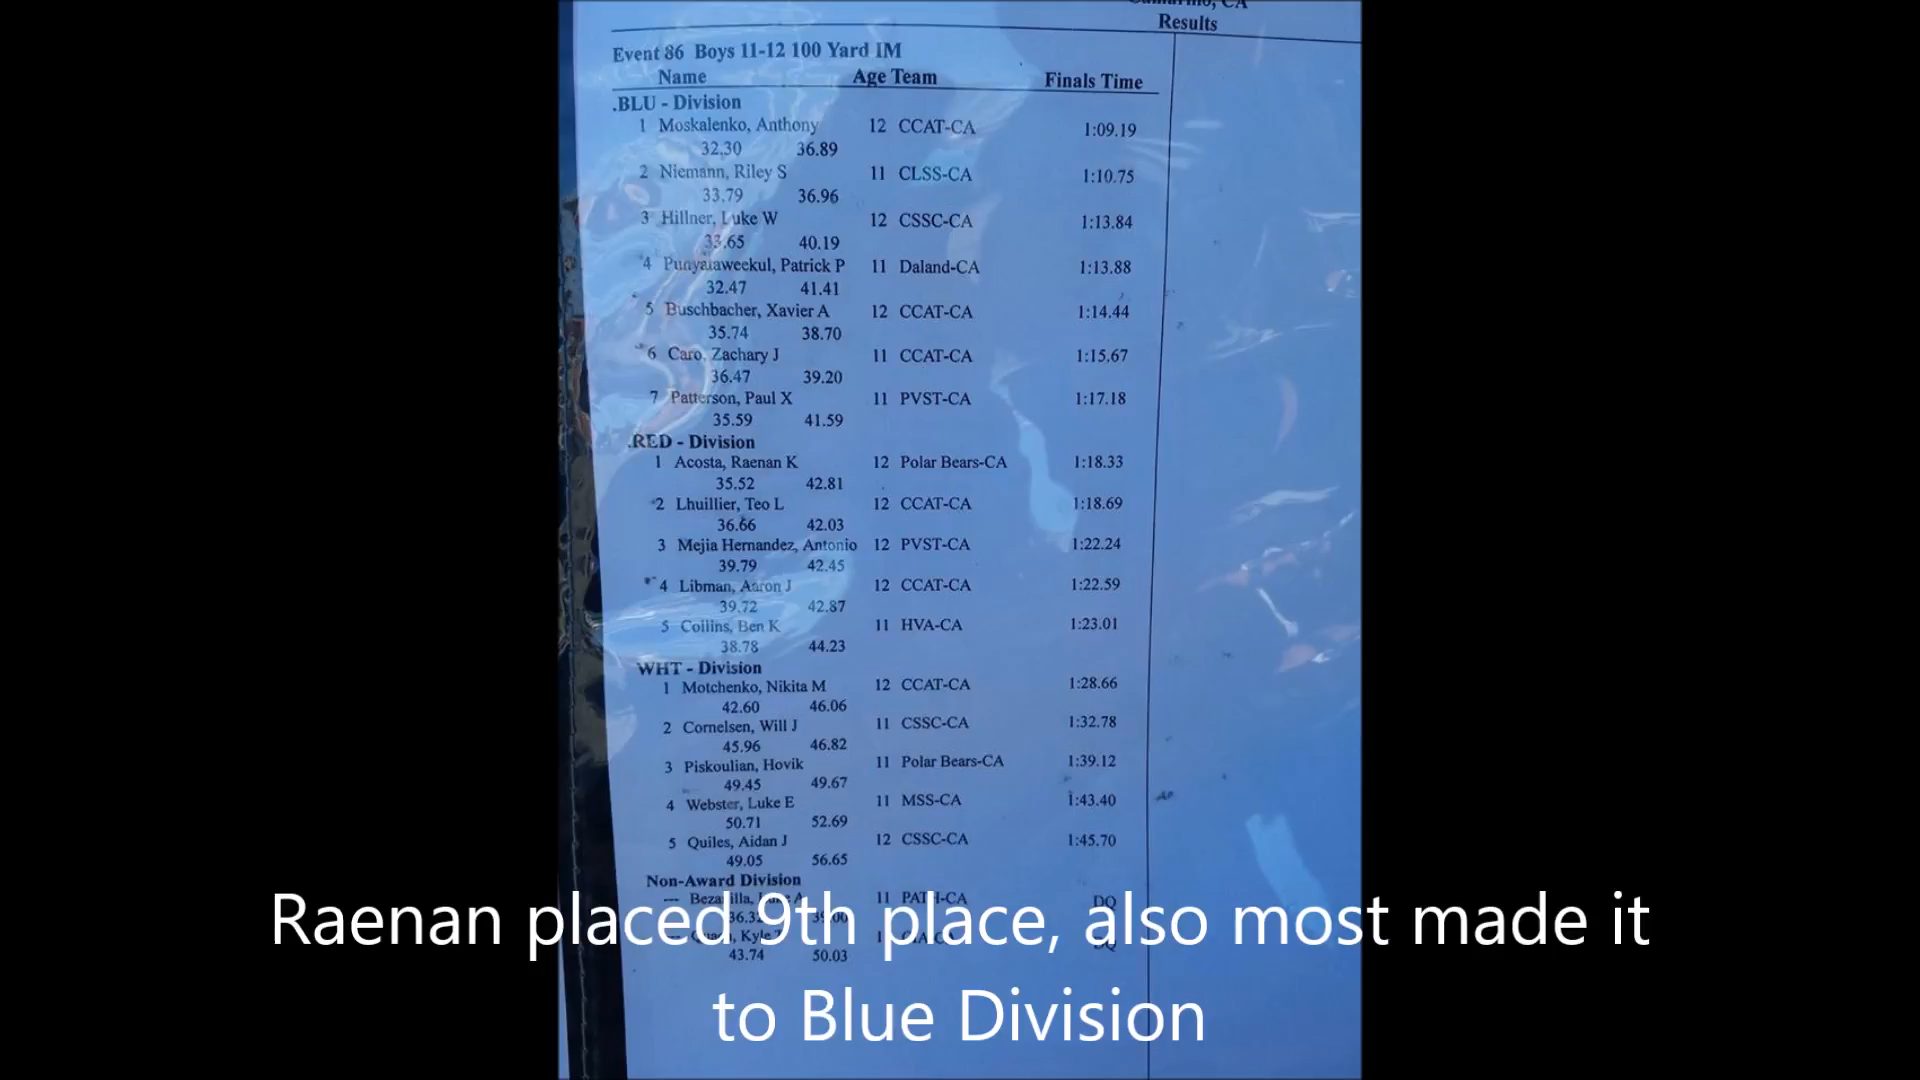 Results
Event 86 Boys 11-12 100 Yard IM
Name Age Team Finals Time
.BLU - Division
1 Moskalenko, Anthony 12 CCAT-CA 1:09.19
32.30 36.89
2 Niemann, Riley S 11 CLSS-CA 1:10.75
33.79 36.96
3 Hillner, Luke W 12 CSSC-CA 1:13.84
33.65 40.19
4 Patrick P 11 Daland-CA 1:13.88
32.47 41.41
5 Buschbacher, Xavier A 12 CCAT-CA 1:14.44
35.74 38.70
6 Caro, Zachary J 11 CCAT-CA 1:15.67
36.47 39.20
7 Patterson, Paul X 11 PVST-CA 1:17.18
35.59 41.59
.RED - Division
1 Acosta, Raenan K 12 Polar Bears-CA 1:18.33
35.52 42.81
2 Lhuillier, Teo L 12 CCAT-CA 1:18.69
36.66 42.03
3 Mejia Hernandez, Antonio 12 PVST-CA 1:22.24
39.79 42.45
4 Libman, Aaron J 12 CCAT-CA 1:22.59
39.72 42.87
5 Collins, Ben K 11 HVA-CA 1:23.01
38.78 44.23
WHT - Division
1 Motchenko, Nikita M 12 CCAT-CA 1:28.66
42.60 46.06
2 Cornelsen, Will J 11 CSSC-CA 1:32.78
45.96 46.82
3 Piskoulian, Hovik 11 Polar Bears-CA 1:39.12
49.45 49.67
4 Webster, Luke E 11 MSS-CA 1:43.40
50.71 52.69
5 Quiles, Aidan J 12 CSSC-CA 1:45.70
49.05 56.65
Non-Award Division
--- 11 DQ
Kyle DQ
43.74 50.03
Raenan placed 9th place, also most made it
to Blue Division